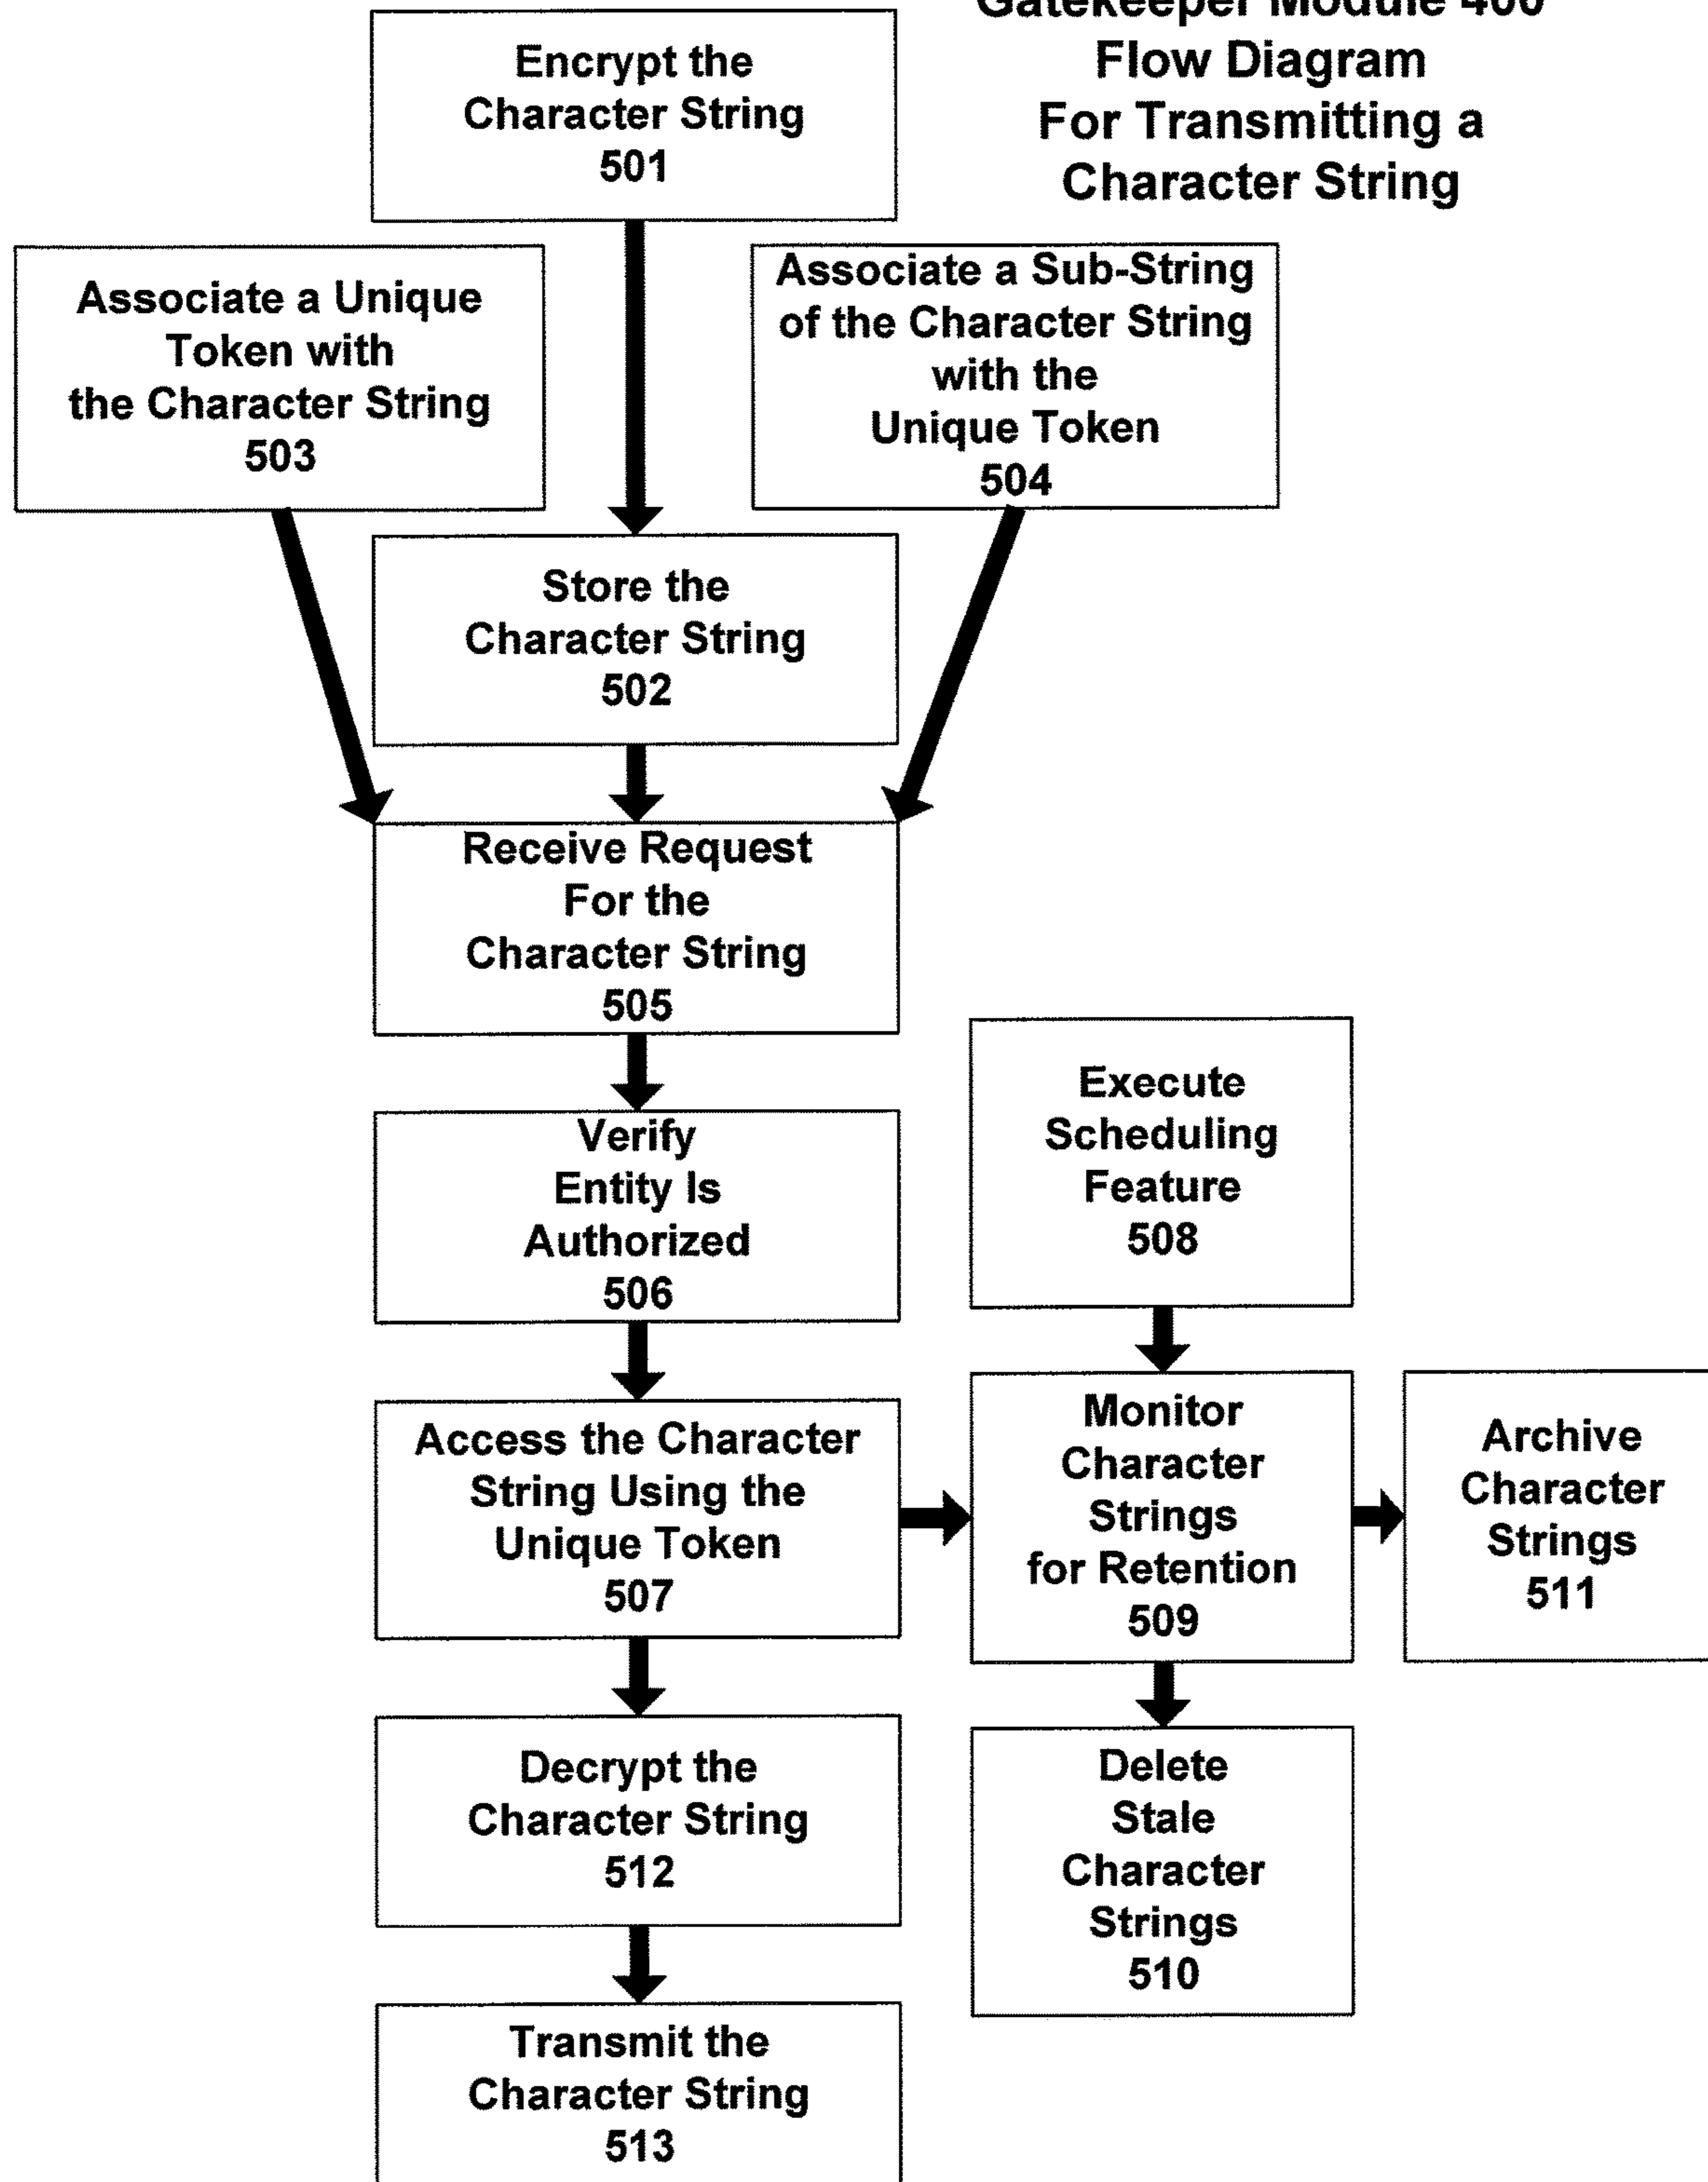 Gatekeeper Module 400
Flow Diagram
For Transmitting a
Character String
Encrypt the
Character String
501
Associate a Unique
Token with
the Character String
503
Associate a Sub-String
of the Character String
with the
Unique Token
504
Store the
Character String
502
Receive Request
For the
Character String
505
Verify
Entity Is
Authorized
506
Execute
Scheduling
Feature
508
Access the Character
String Using the
Unique Token
507
Monitor
Character
Strings
for Retention
509
Archive
Character
Strings
511
Decrypt the
Character String
512
Delete
Stale
Character
Strings
510
Transmit the
Character String
513